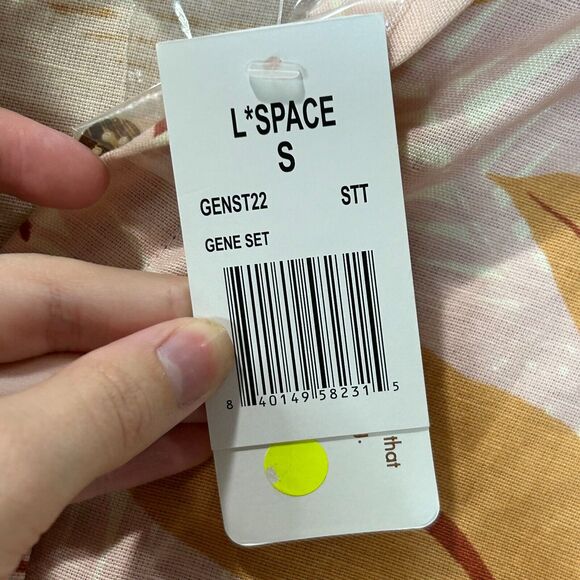 L*SPACE
S
GENST22 STT
GENE SET
8 40149 58231 5
that